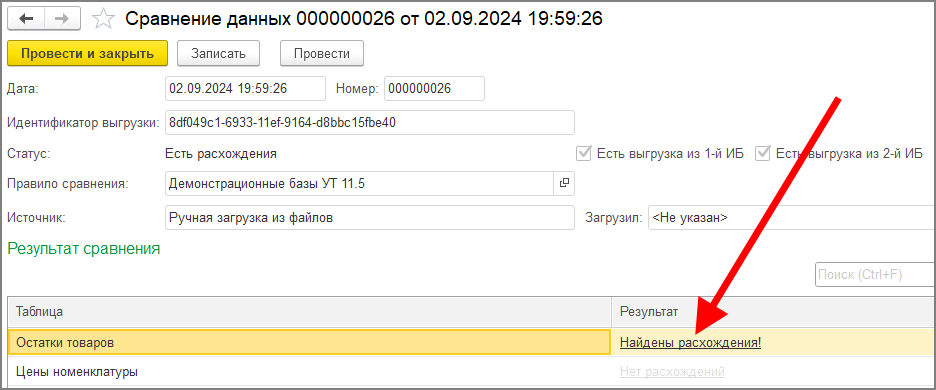 Сравнение данных 000000026 от 02.09.2024 19:59:26
Провести и закрыть Записать Провести
Дата: 02.09.2024 19:59:26 Номер: 000000026
Идентификатор выгрузки: 8df049c1-6933-11ef-9164-d8bbc15fbe40
Статус: Есть расхождения Есть выгрузка из 1-й ИБ Есть выгрузка из 2-й ИБ
Правило сравнения: Демонстрационные базы УТ 11.5
Источник: Ручная загрузка из файлов Загрузил: <Не указан>
Результат сравнения
Поиск (Ctrl+F)
Таблица Результат
Остатки товаров Найдены расхождения!
Цены номенклатуры Нет расхождений